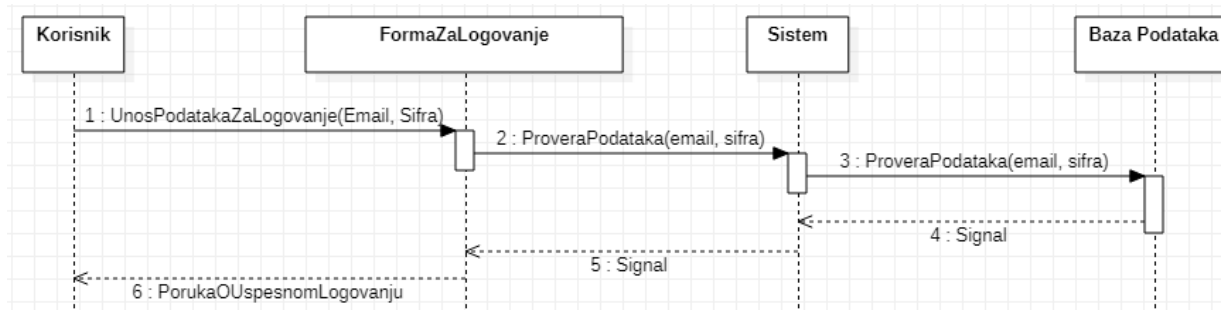 Korisnik
FormaZaLogovanje
Sistem
Baza Podataka
1 : UnosPodatakaZaLogovanje(Email, Sifra)
2 : ProveraPodataka(email, sifra)
3 : ProveraPodataka(email, sifra)
4 : Signal
5 : Signal
6 : PorukaOUspesnomLogovanju